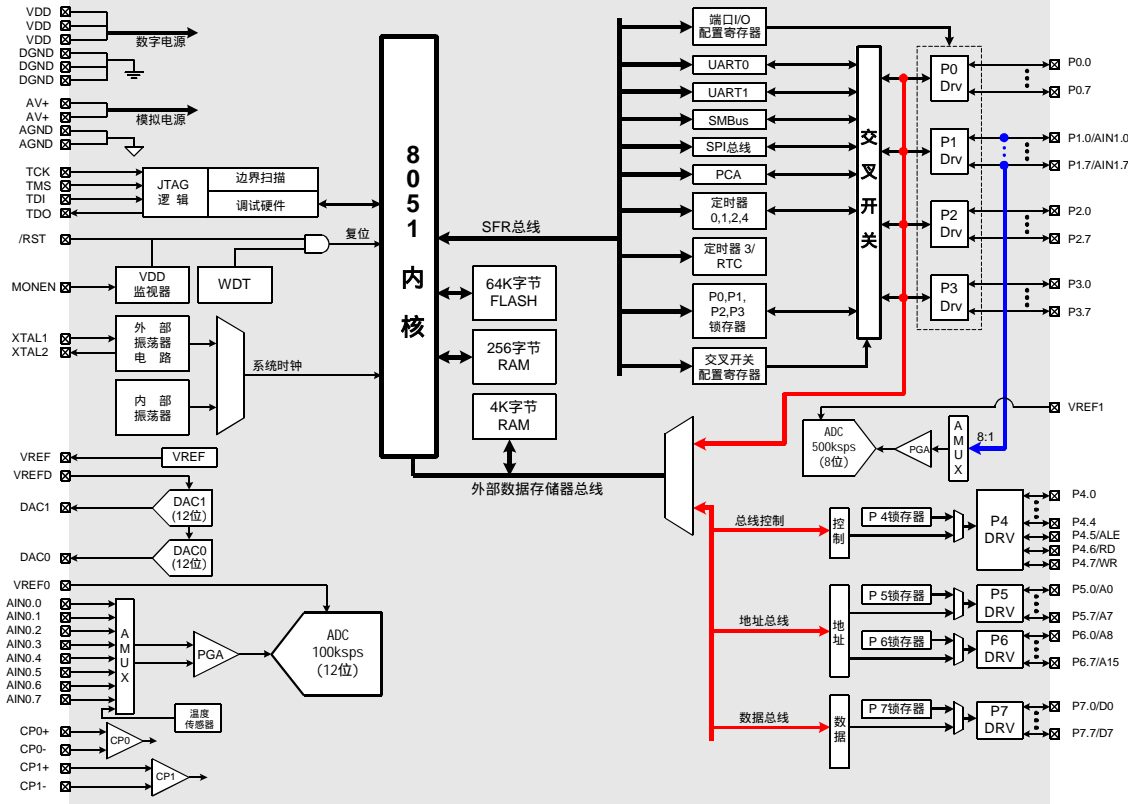 VDD
VDD
VDD
DGND
DGND
DGND
数字电源
AV+
AV+
AGND
AGND
模拟电源
TCK
TMS
TDI
TDO
JTAG
逻 辑
边界扫描
调试硬件
/RST
复位
MONEN
VDD
监视器
WDT
XTAL1
XTAL2
外 部
振荡器
电 路
内 部
振荡器
系统时钟
VREF
VREF
VREFD
DAC1
DAC1
(12位)
DAC0
DAC0
(12位)
VREF0
AIN0.0
AIN0.1
AIN0.2
AIN0.3
AIN0.4
AIN0.5
AIN0.6
AIN0.7
AMUX
PGA
ADC
100ksps
(12位)
温度
传感器
CP0+
CP0-
CP0
CP1+
CP1-
CP1
8051内核
SFR总线
64K字节
FLASH
256字节
RAM
4K字节
RAM
外部数据存储器总线
端口I/O
配置寄存器
UART0
UART1
SMBus
SPI总线
PCA
定时器
0,1,2,4
定时器 3/
RTC
P0,P1,
P2,P3
锁存器
交叉开关
配置寄存器
交叉开关
P0
Drv
P1
Drv
P2
Drv
P3
Drv
P0.0
P0.7
P1.0/AIN1.0
P1.7/AIN1.7
P2.0
P2.7
P3.0
P3.7
VREF1
ADC
500ksps
(8位)
PGA
AMUX
8:1
总线控制
控制
P 4锁存器
P4
DRV
P4.0
P4.4
P4.5/ALE
P4.6/RD
P4.7/WR
地址总线
地址
P 5锁存器
P5
DRV
P5.0/A0
P5.7/A7
P 6锁存器
P6
DRV
P6.0/A8
P6.7/A15
数据总线
数据
P 7锁存器
P7
DRV
P7.0/D0
P7.7/D7